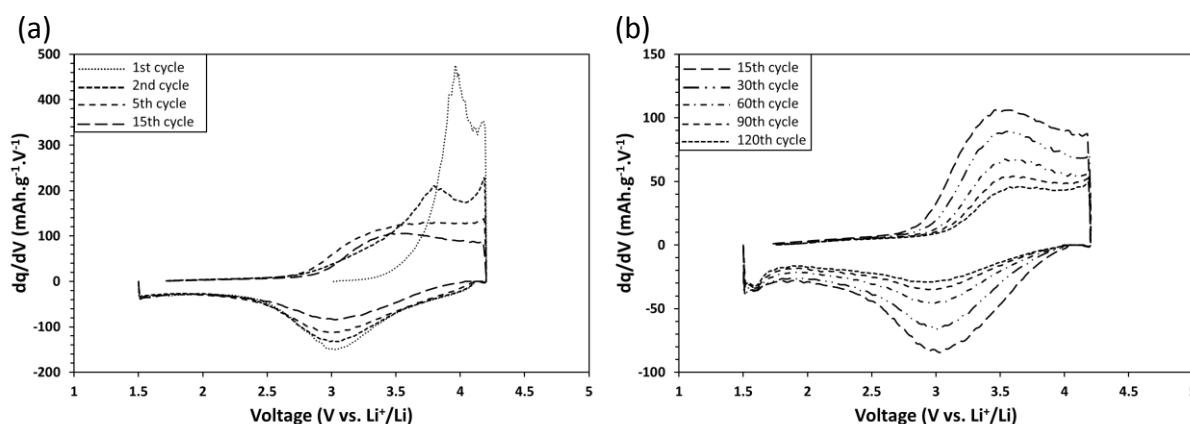 (a)
500
400
300
200
100
0
-100
-200
dq/dV (mAh.g⁻¹.V⁻¹)
1st cycle
2nd cycle
5th cycle
15th cycle
1 1.5 2 2.5 3 3.5 4 4.5 5
Voltage (V vs. Li⁺/Li)
(b)
150
100
50
0
-50
-100
dq/dV (mAh.g⁻¹.V⁻¹)
15th cycle
30th cycle
60th cycle
90th cycle
120th cycle
1 1.5 2 2.5 3 3.5 4 4.5 5
Voltage (V vs. Li⁺/Li)